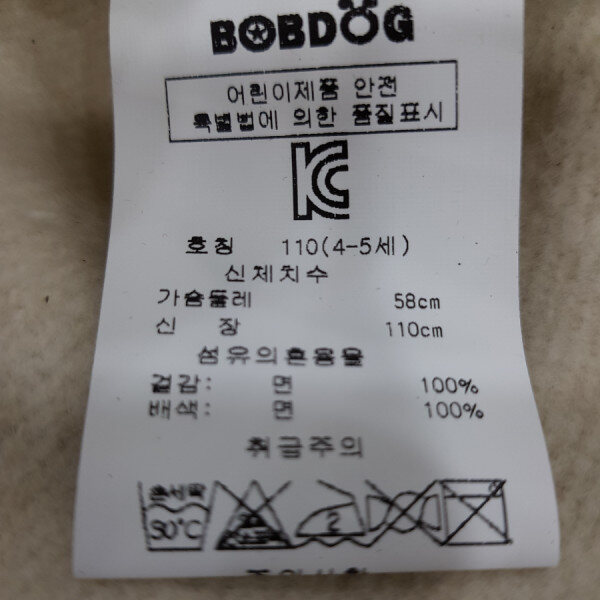 BOBDOG
어린이제품 안전
특별법에 의한 품질표시
KC
호칭 110(4-5세)
신체치수
가슴둘레 58cm
신 장 110cm
섬유의혼용율
겉감: 면 100%
배색: 면 100%
취급주의
손세탁
30℃
2